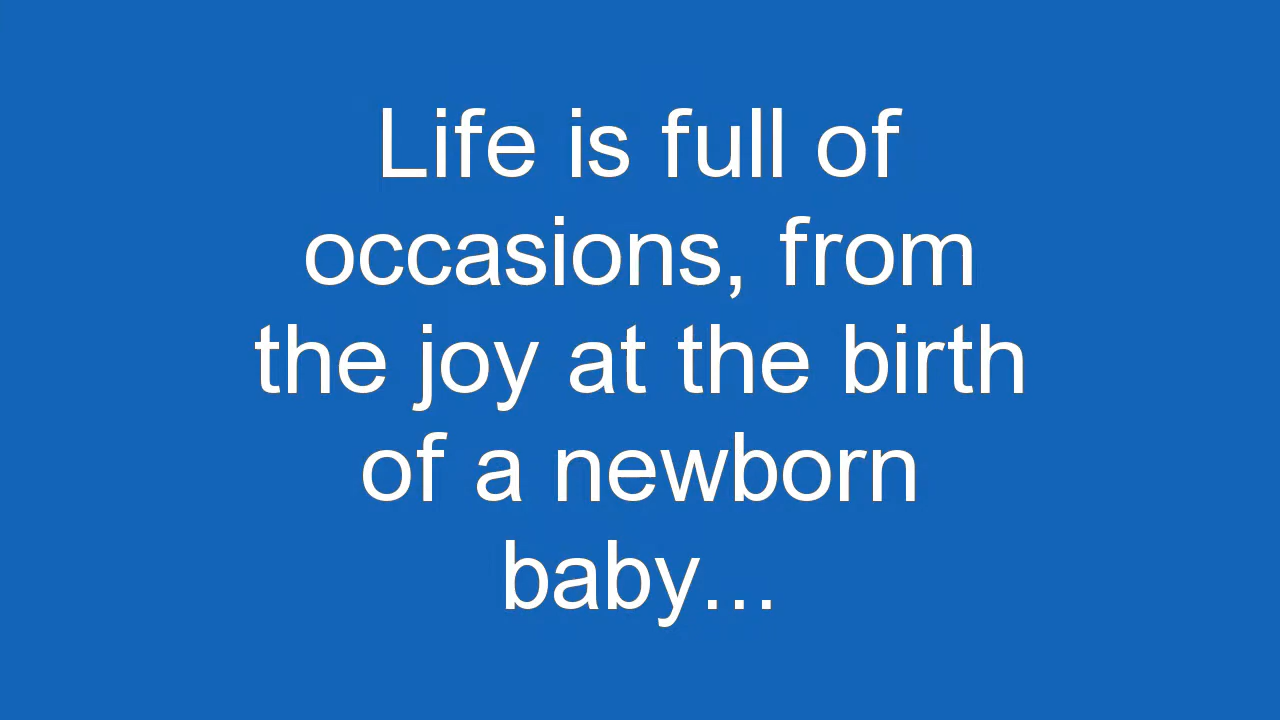 Life is full of
occasions, from
the joy at the birth
of a newborn
baby...